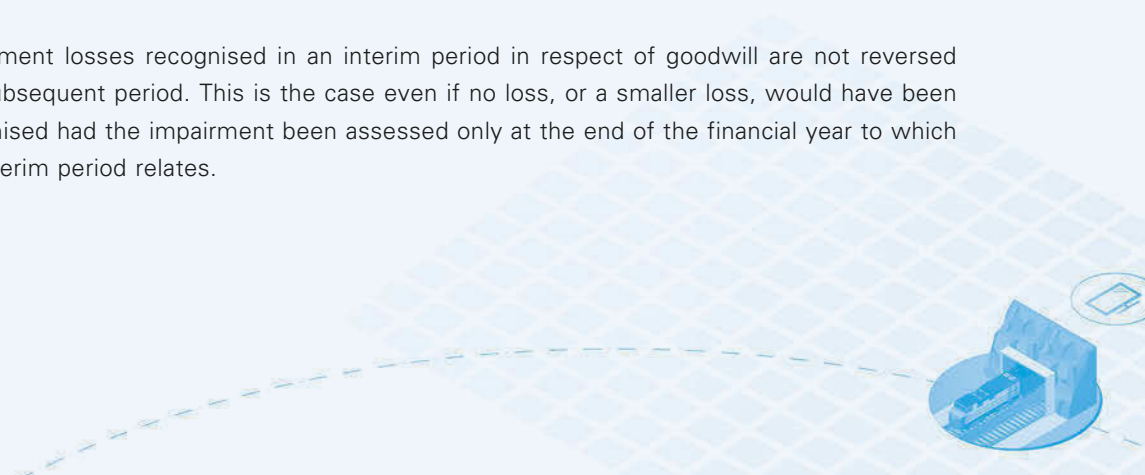 ment losses recognised in an interim period in respect of goodwill are not reversed
ubsequent period. This is the case even if no loss, or a smaller loss, would have been
nised had the impairment been assessed only at the end of the financial year to which
terim period relates.